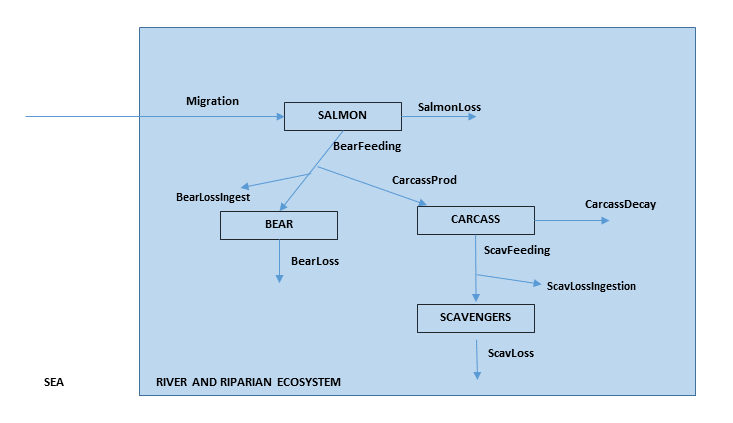 Migration
SALMON
SalmonLoss
BearFeeding
CarcassProd
BearLossIngest
BEAR
CARCASS
CarcassDecay
BearLoss
ScavFeeding
ScavLossIngestion
SCAVENGERS
ScavLoss
SEA
RIVER AND RIPARIAN ECOSYSTEM